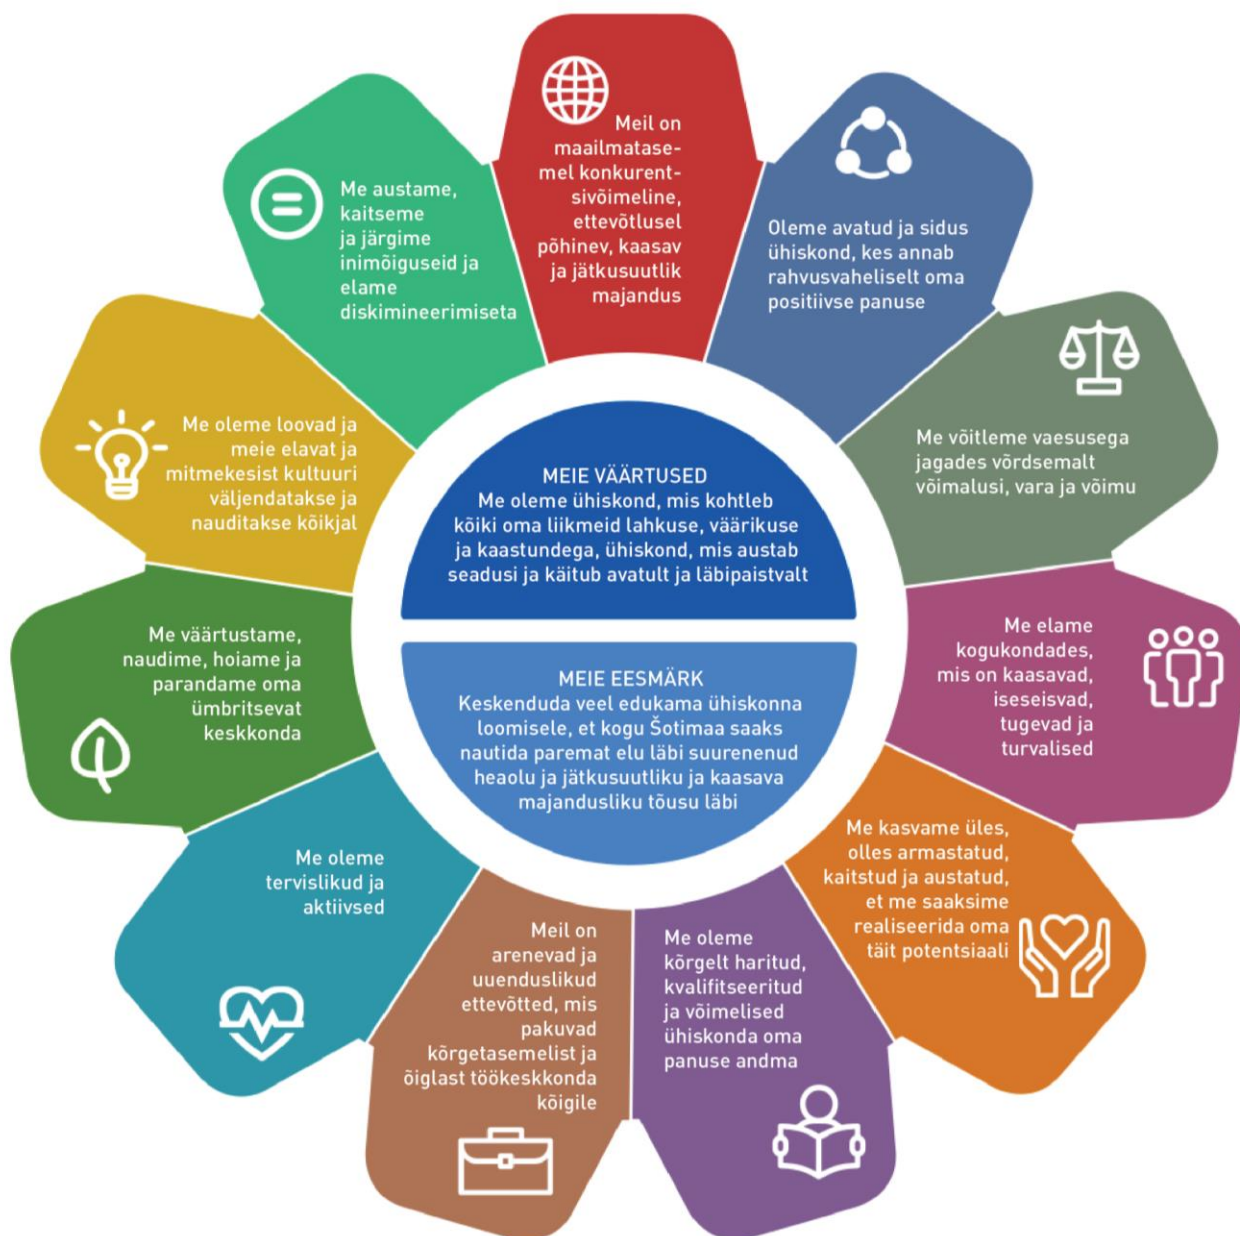 Meil on
maailmatase-
mel konkurent-
sivõimeline,
ettevõtlusel
põhinev, kaasav
ja jätkusuutlik
majandus
Oleme avatud ja sidus
ühiskond, kes annab
rahvusvaheliselt oma
positiivse panuse
Me võitleme vaesusega
jagades võrdsemalt
võimalusi, vara ja võimu
Me elame
kogukondades,
mis on kaasavad,
iseseisvad,
tugevad ja
turvalised
Me kasvame üles,
olles armastatud,
kaitstud ja austatud,
et me saaksime
realiseerida oma
täit potentsiaali
Me oleme
kõrgelt haritud,
kvalifitseeritud
ja võimelised
ühiskonda oma
panuse andma
Meil on
arenevad ja
uuenduslikud
ettevõtted, mis
pakuvad
kõrgetasemelist ja
õiglast töökeskkonda
kõigile
Me oleme
tervislikud ja
aktiivsed
Me väärtustame,
naudime, hoiame ja
parandame oma
ümbritsevat
keskkonda
Me oleme loovad ja
meie elavat ja
mitmekesist kultuuri
väljendatakse ja
nauditakse kõikjal
Me austame,
kaitseme
ja järgime
inimõiguseid ja
elame
diskimineerimiseta
MEIE VÄÄRTUSED
Me oleme ühiskond, mis kohtleb
kõiki oma liikmeid lahkuse, väärikuse
ja kaastundega, ühiskond, mis austab
seadusi ja käitub avatult ja läbipaistvalt
MEIE EESMÄRK
Keskenduda veel edukama ühiskonna
loomisele, et kogu Šotimaa saaks
nautida paremat elu läbi suurenenud
heaolu ja jätkusuutliku ja kaasava
majandusliku tõusu läbi